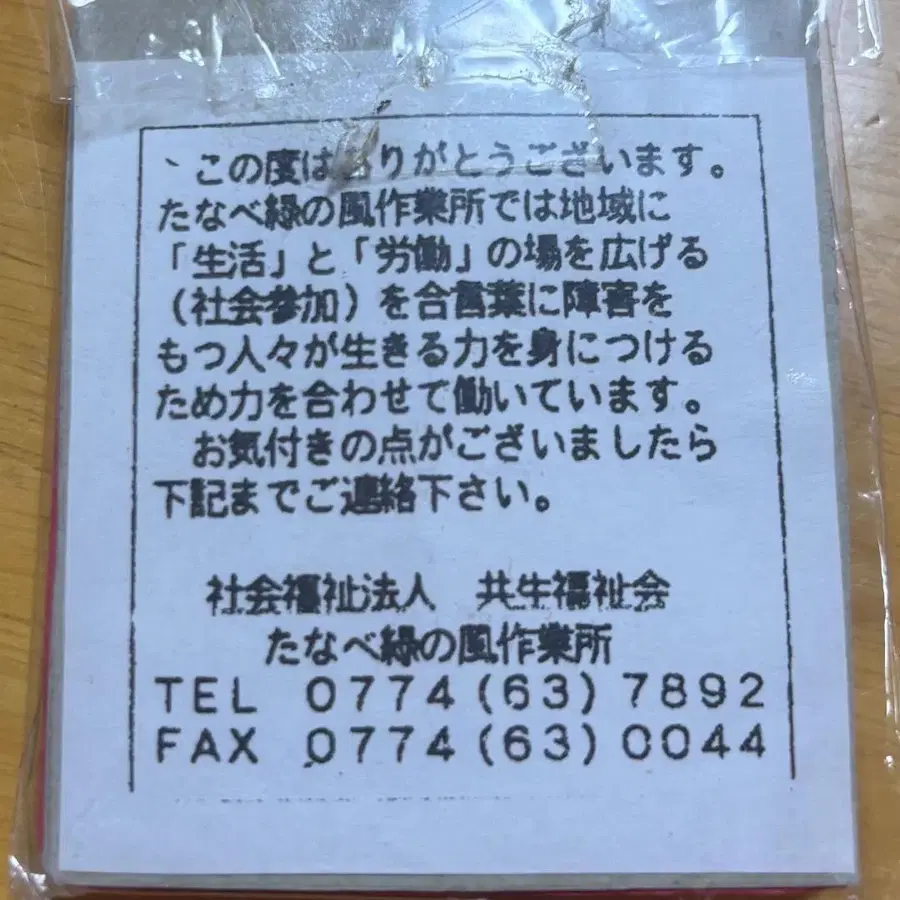 この度はありがとうございます。
たなべ緑の風作業所では地域に
「生活」と「労働」の場を広げる
(社会参加)を合言葉に障害を
もつ人々が生きる力を身につける
ため力を合わせて働いています。
お気付きの点がございましたら
下記までご連絡下さい。
社会福祉法人 共生福祉会
たなべ緑の風作業所
TEL 0774(63)7892
FAX 0774(63)0044